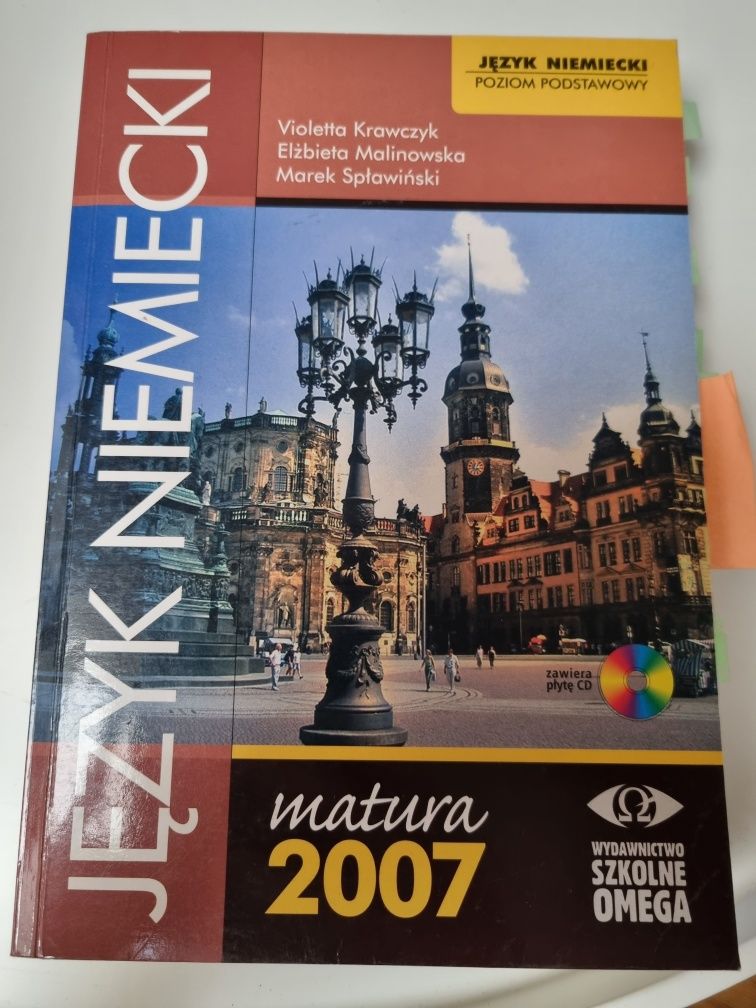 JĘZYK NIEMIECKI
POZIOM PODSTAWOWY
Violetta Krawczyk
Elżbieta Malinowska
Marek Spławiński
JĘZYK NIEMIECKI
zawiera
płytę CD
matura
2007
WYDAWNICTWO
SZKOLNE
OMEGA